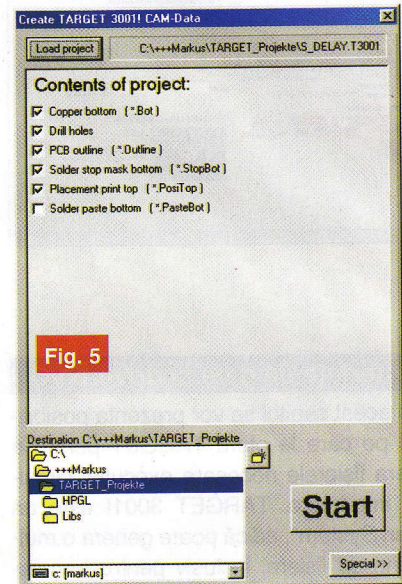 Create TARGET 3001! CAM-Data
Load project
C:\+++Markus\TARGET_Projekte\S_DELAY.T3001
Contents of project:
Copper bottom ( *.Bot )
Drill holes
PCB outline ( *.Outline )
Solder stop mask bottom ( *.StopBot )
Placement print top ( *.PosiTop )
Solder paste bottom ( *.PasteBot )
Fig. 5
Destination C:\+++Markus\TARGET_Projekte
C:\
+++Markus
TARGET_Projekte
HPGL
Libs
Start
c: [markus]
Special >>